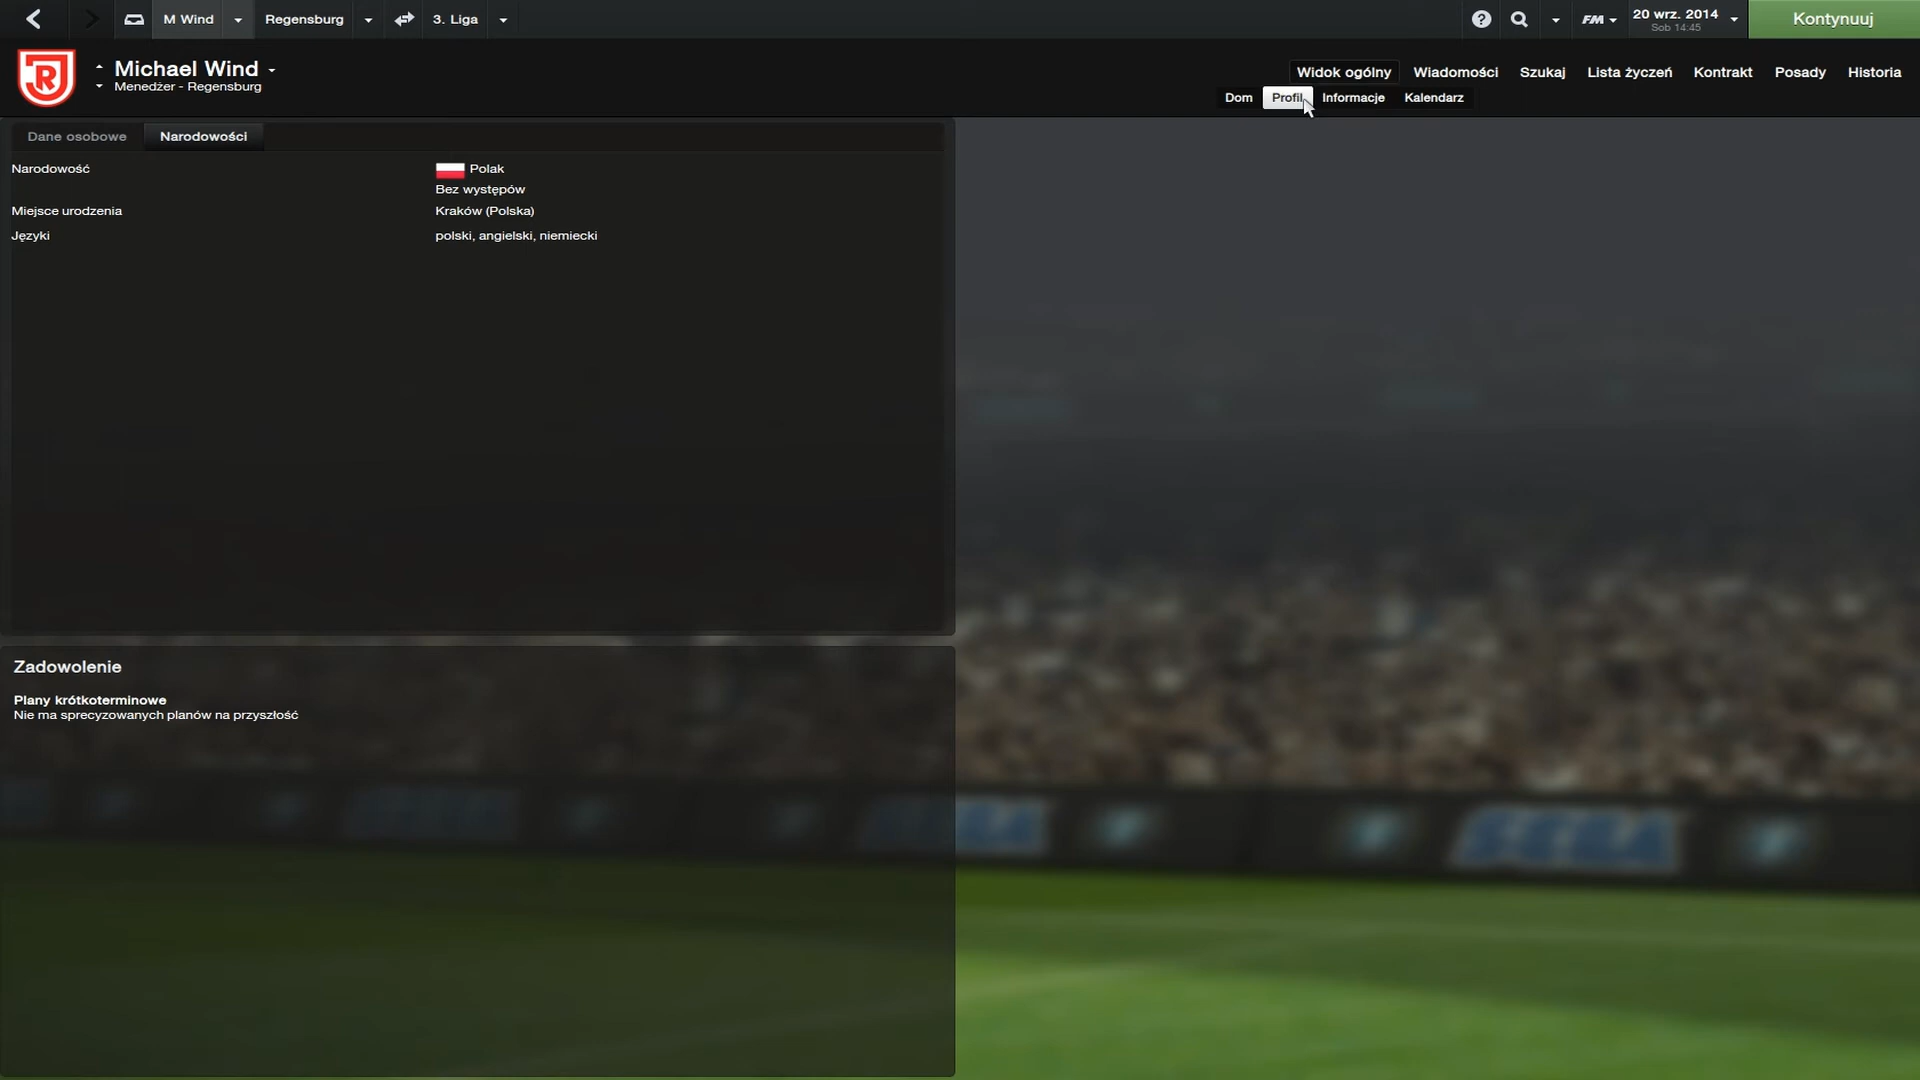 M Wind
Regensburg
3. Liga
FM
20 wrz. 2014
Sob 14:45
Kontynuuj
Michael Wind
Menedżer - Regensburg
Widok ogólny
Wiadomości
Szukaj
Lista życzeń
Kontrakt
Posady
Historia
Dom
Profil
Informacje
Kalendarz
Dane osobowe
Narodowości
Narodowość
Polak
Bez występów
Miejsce urodzenia
Kraków (Polska)
Języki
polski, angielski, niemiecki
Zadowolenie
Plany krótkoterminowe
Nie ma sprecyzowanych planów na przyszłość
SEGA